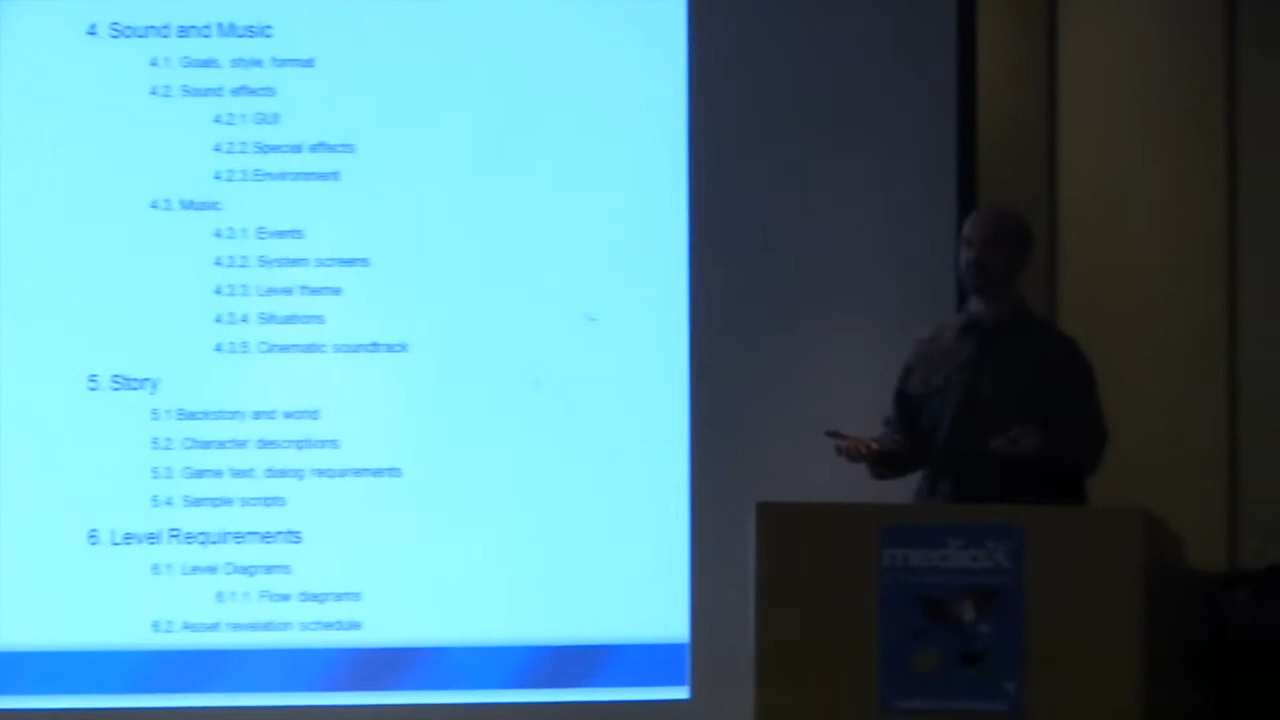 4. Sound and Music
4.1. Goals, style, format
4.2. Sound effects
4.2.1 GUI
4.2.2 Special effects
4.2.3 Environment
4.3. Music
4.3.1. Events
4.3.2. System screens
4.3.3. Level theme
4.3.4. Situations
4.3.5. Cinematic soundtrack
5. Story
5.1 Backstory and world
5.2. Character descriptions
5.3. Game text, dialog requirements
5.4. Sample scripts
6. Level Requirements
6.1. Level Diagrams
6.1.1. Flow diagrams
6.2. Asset revelation schedule
mediaX